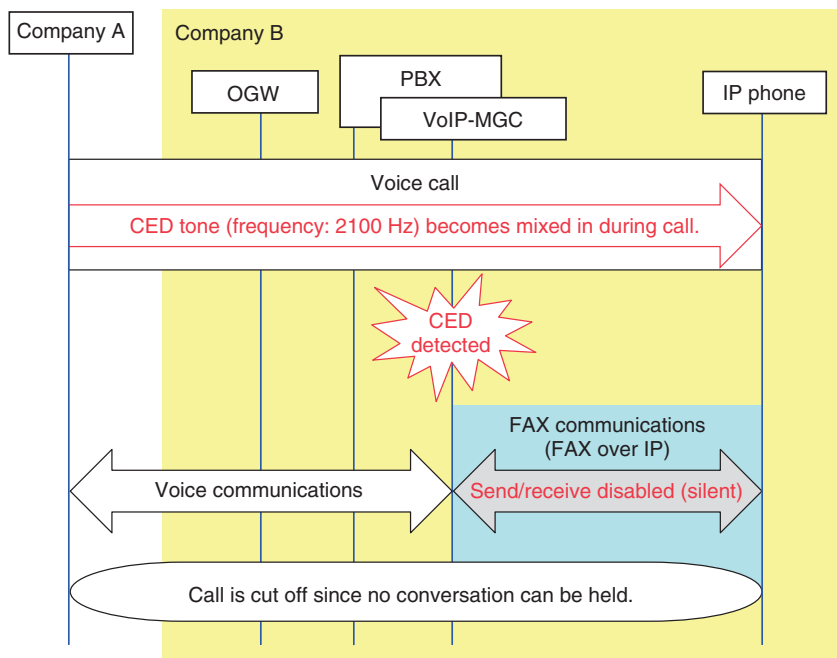 Company A
Company B
OGW
PBX
VoIP-MGC
IP phone
Voice call
CED tone (frequency: 2100 Hz) becomes mixed in during call.
CED
detected
FAX communications
(FAX over IP)
Voice communications
Send/receive disabled (silent)
Call is cut off since no conversation can be held.